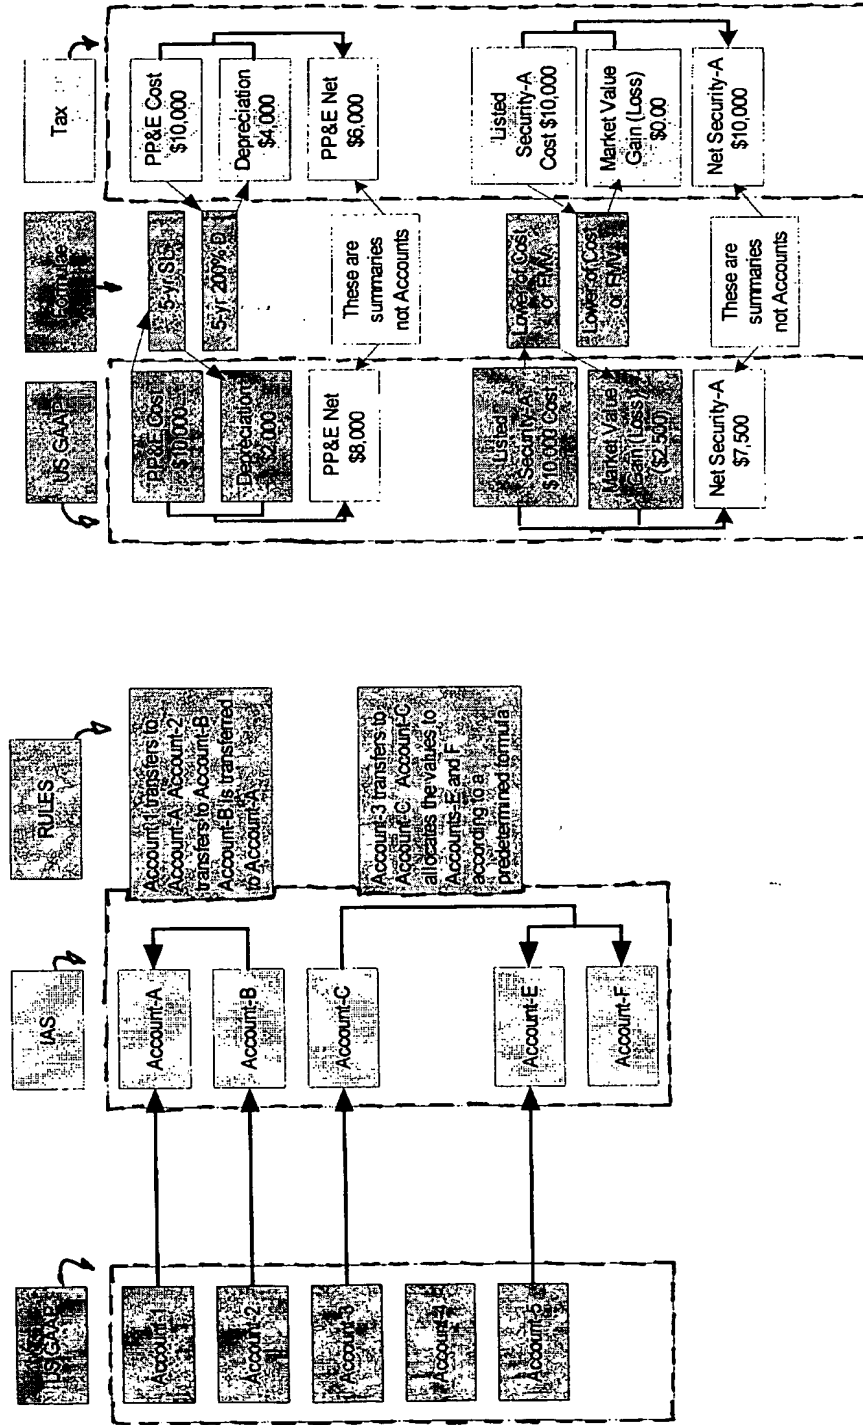 US GAAP
Account-1
Account-2
Account-3
Account-4
Account-5
IAS
Account-A
Account-B
Account-C
Account-E
Account-F
RULES
Account 1 transfers to
Account-A. Account-2
transfers to Account-B
Account-B is transferred
to Account-A
Account-3 transfers to
Account-C. Account-C
allocates the values to
Accounts-E and F
according to a
predetermined formula
US GAAP
PP&E Cost
$10,000
Depreciation
$2,000
PP&E Net
$8,000
Listed
Security-A
$10,000 Cost
Market Value
Gain (Loss)
($2,500)
Net Security-A
$7,500
Formulae
5-yr SL
5-yr 200% D
These are
summaries
not Accounts
Lower of Cost
or FMV
Lower of Cost
or FMV
These are
summaries
not Accounts
Tax
PP&E Cost
$10,000
Depreciation
$4,000
PP&E Net
$6,000
Listed
Security-A
Cost $10,000
Market Value
Gain (Loss)
$0.00
Net Security-A
$10,000